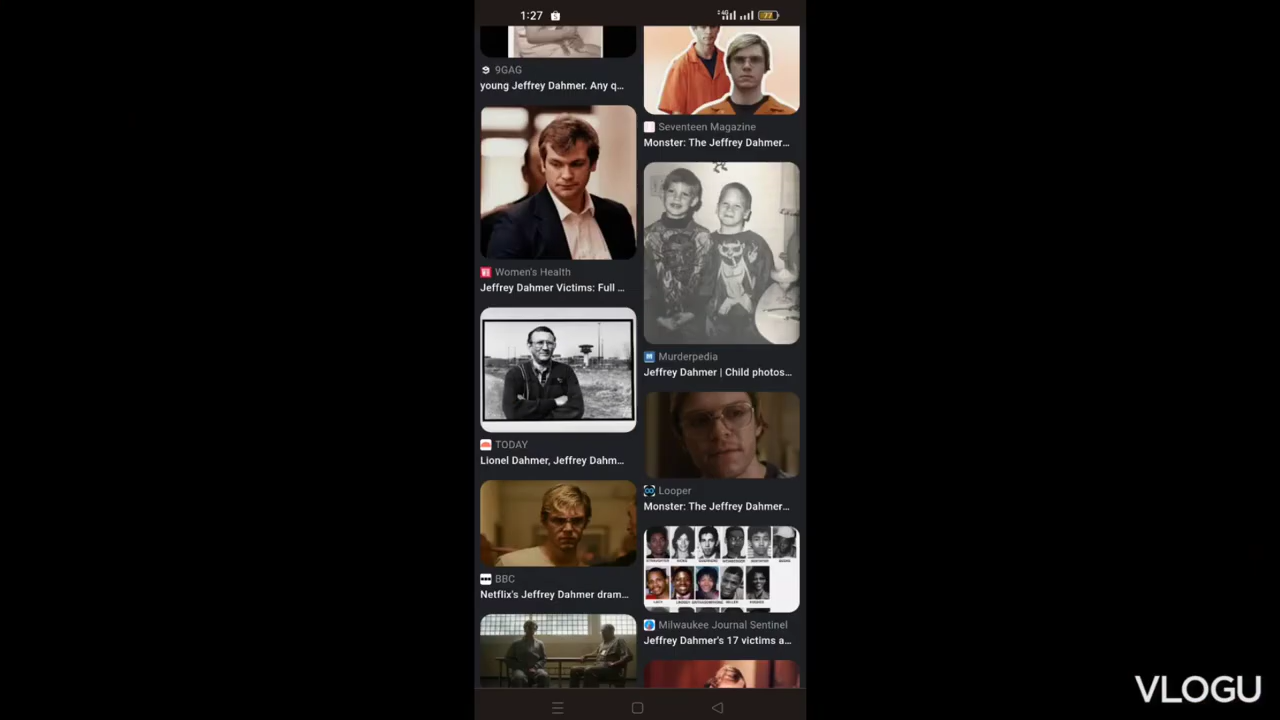 1:27
4G
77
9GAG
young Jeffrey Dahmer. Any q...
Women's Health
Jeffrey Dahmer Victims: Full ...
TODAY
Lionel Dahmer, Jeffrey Dahm...
BBC
Netflix's Jeffrey Dahmer dram...
Seventeen Magazine
Monster: The Jeffrey Dahmer...
Murderpedia
Jeffrey Dahmer | Child photos...
Looper
Monster: The Jeffrey Dahmer...
Milwaukee Journal Sentinel
Jeffrey Dahmer's 17 victims a...
VLOGU